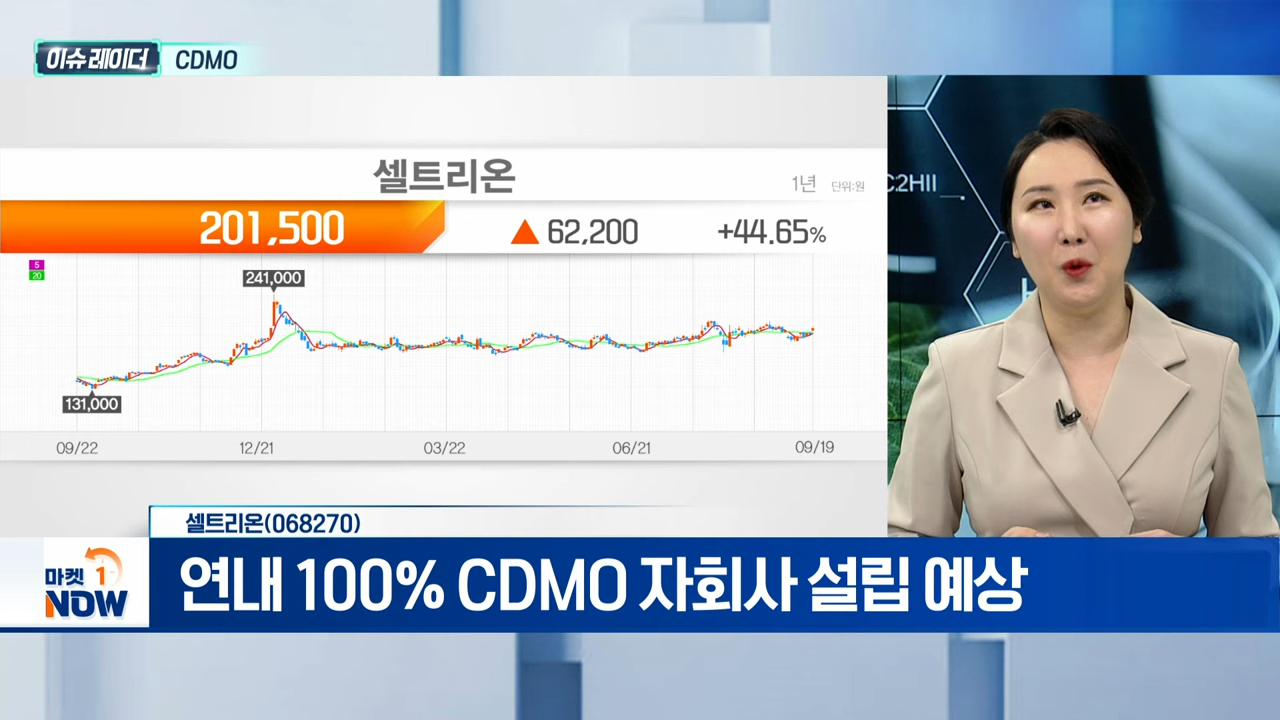 이슈 레이더 CDMO
셀트리온
1년 단위:원
201,500 ▲ 62,200 +44.65%
5
20
241,000
131,000
09/22 12/21 03/22 06/21 09/19
C2HII
셀트리온(068270)
마켓 1
NOW
연내 100% CDMO 자회사 설립 예상